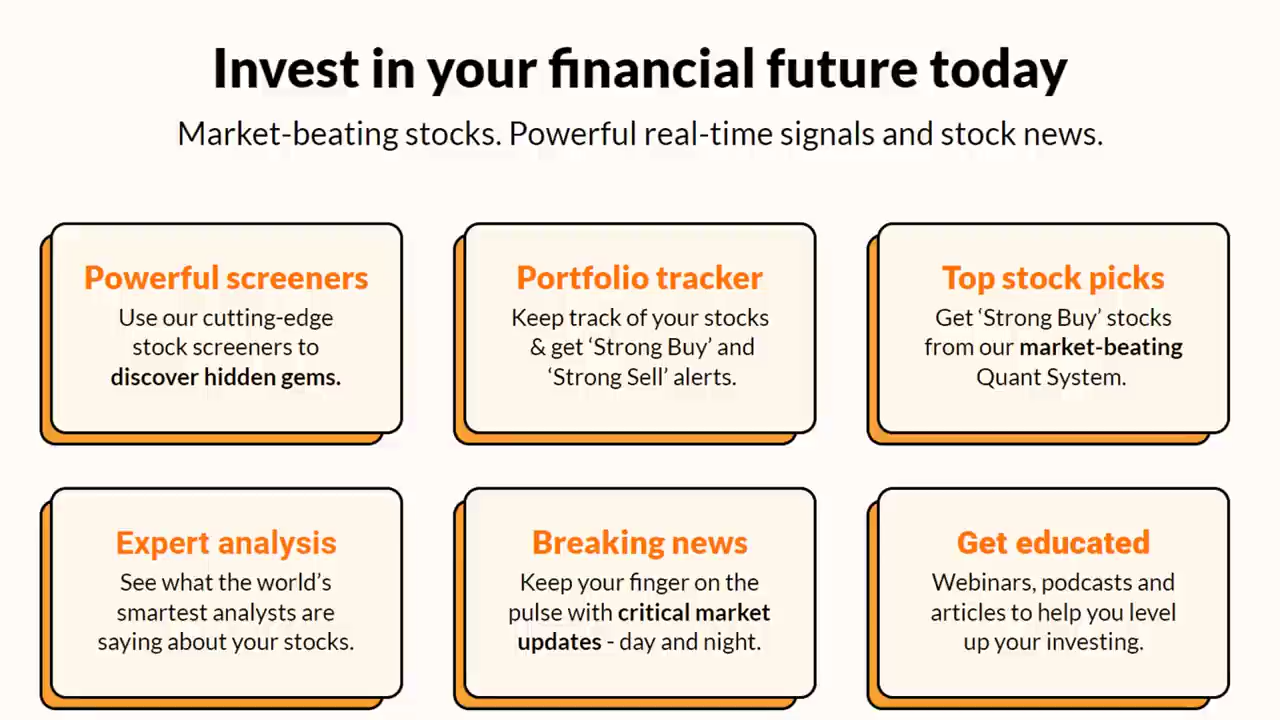 Invest in your financial future today
Market-beating stocks. Powerful real-time signals and stock news.
Powerful screeners
Use our cutting-edge
stock screeners to
discover hidden gems.
Portfolio tracker
Keep track of your stocks
& get ‘Strong Buy’ and
‘Strong Sell’ alerts.
Top stock picks
Get ‘Strong Buy’ stocks
from our market-beating
Quant System.
Expert analysis
See what the world’s
smartest analysts are
saying about your stocks.
Breaking news
Keep your finger on the
pulse with critical market
updates - day and night.
Get educated
Webinars, podcasts and
articles to help you level
up your investing.